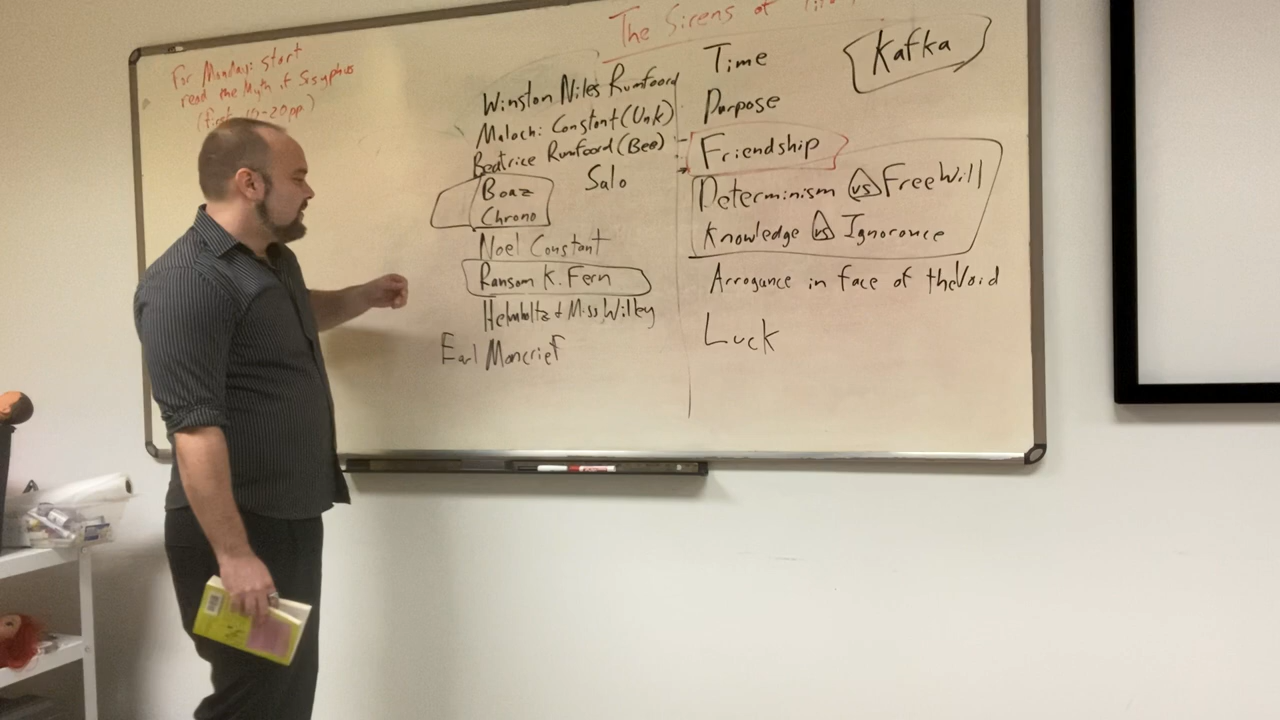 The Sirens of
For Monday: Start
read the Myth of Sisyphus
(first 10-20pp.)
Winston Niles Rumfoord
Malachi Constant (Unk)
Beatrice Rumfoord (Bee)
Salo
Boaz
Chrono
Noel Constant
Ransom K. Fern
Helmholtz + Miss Wiley
Earl Moncrief
Time
Purpose
Friendship
Determinism vs Free Will
Knowledge vs Ignorance
Arrogance in face of the Void
Luck
Kafka